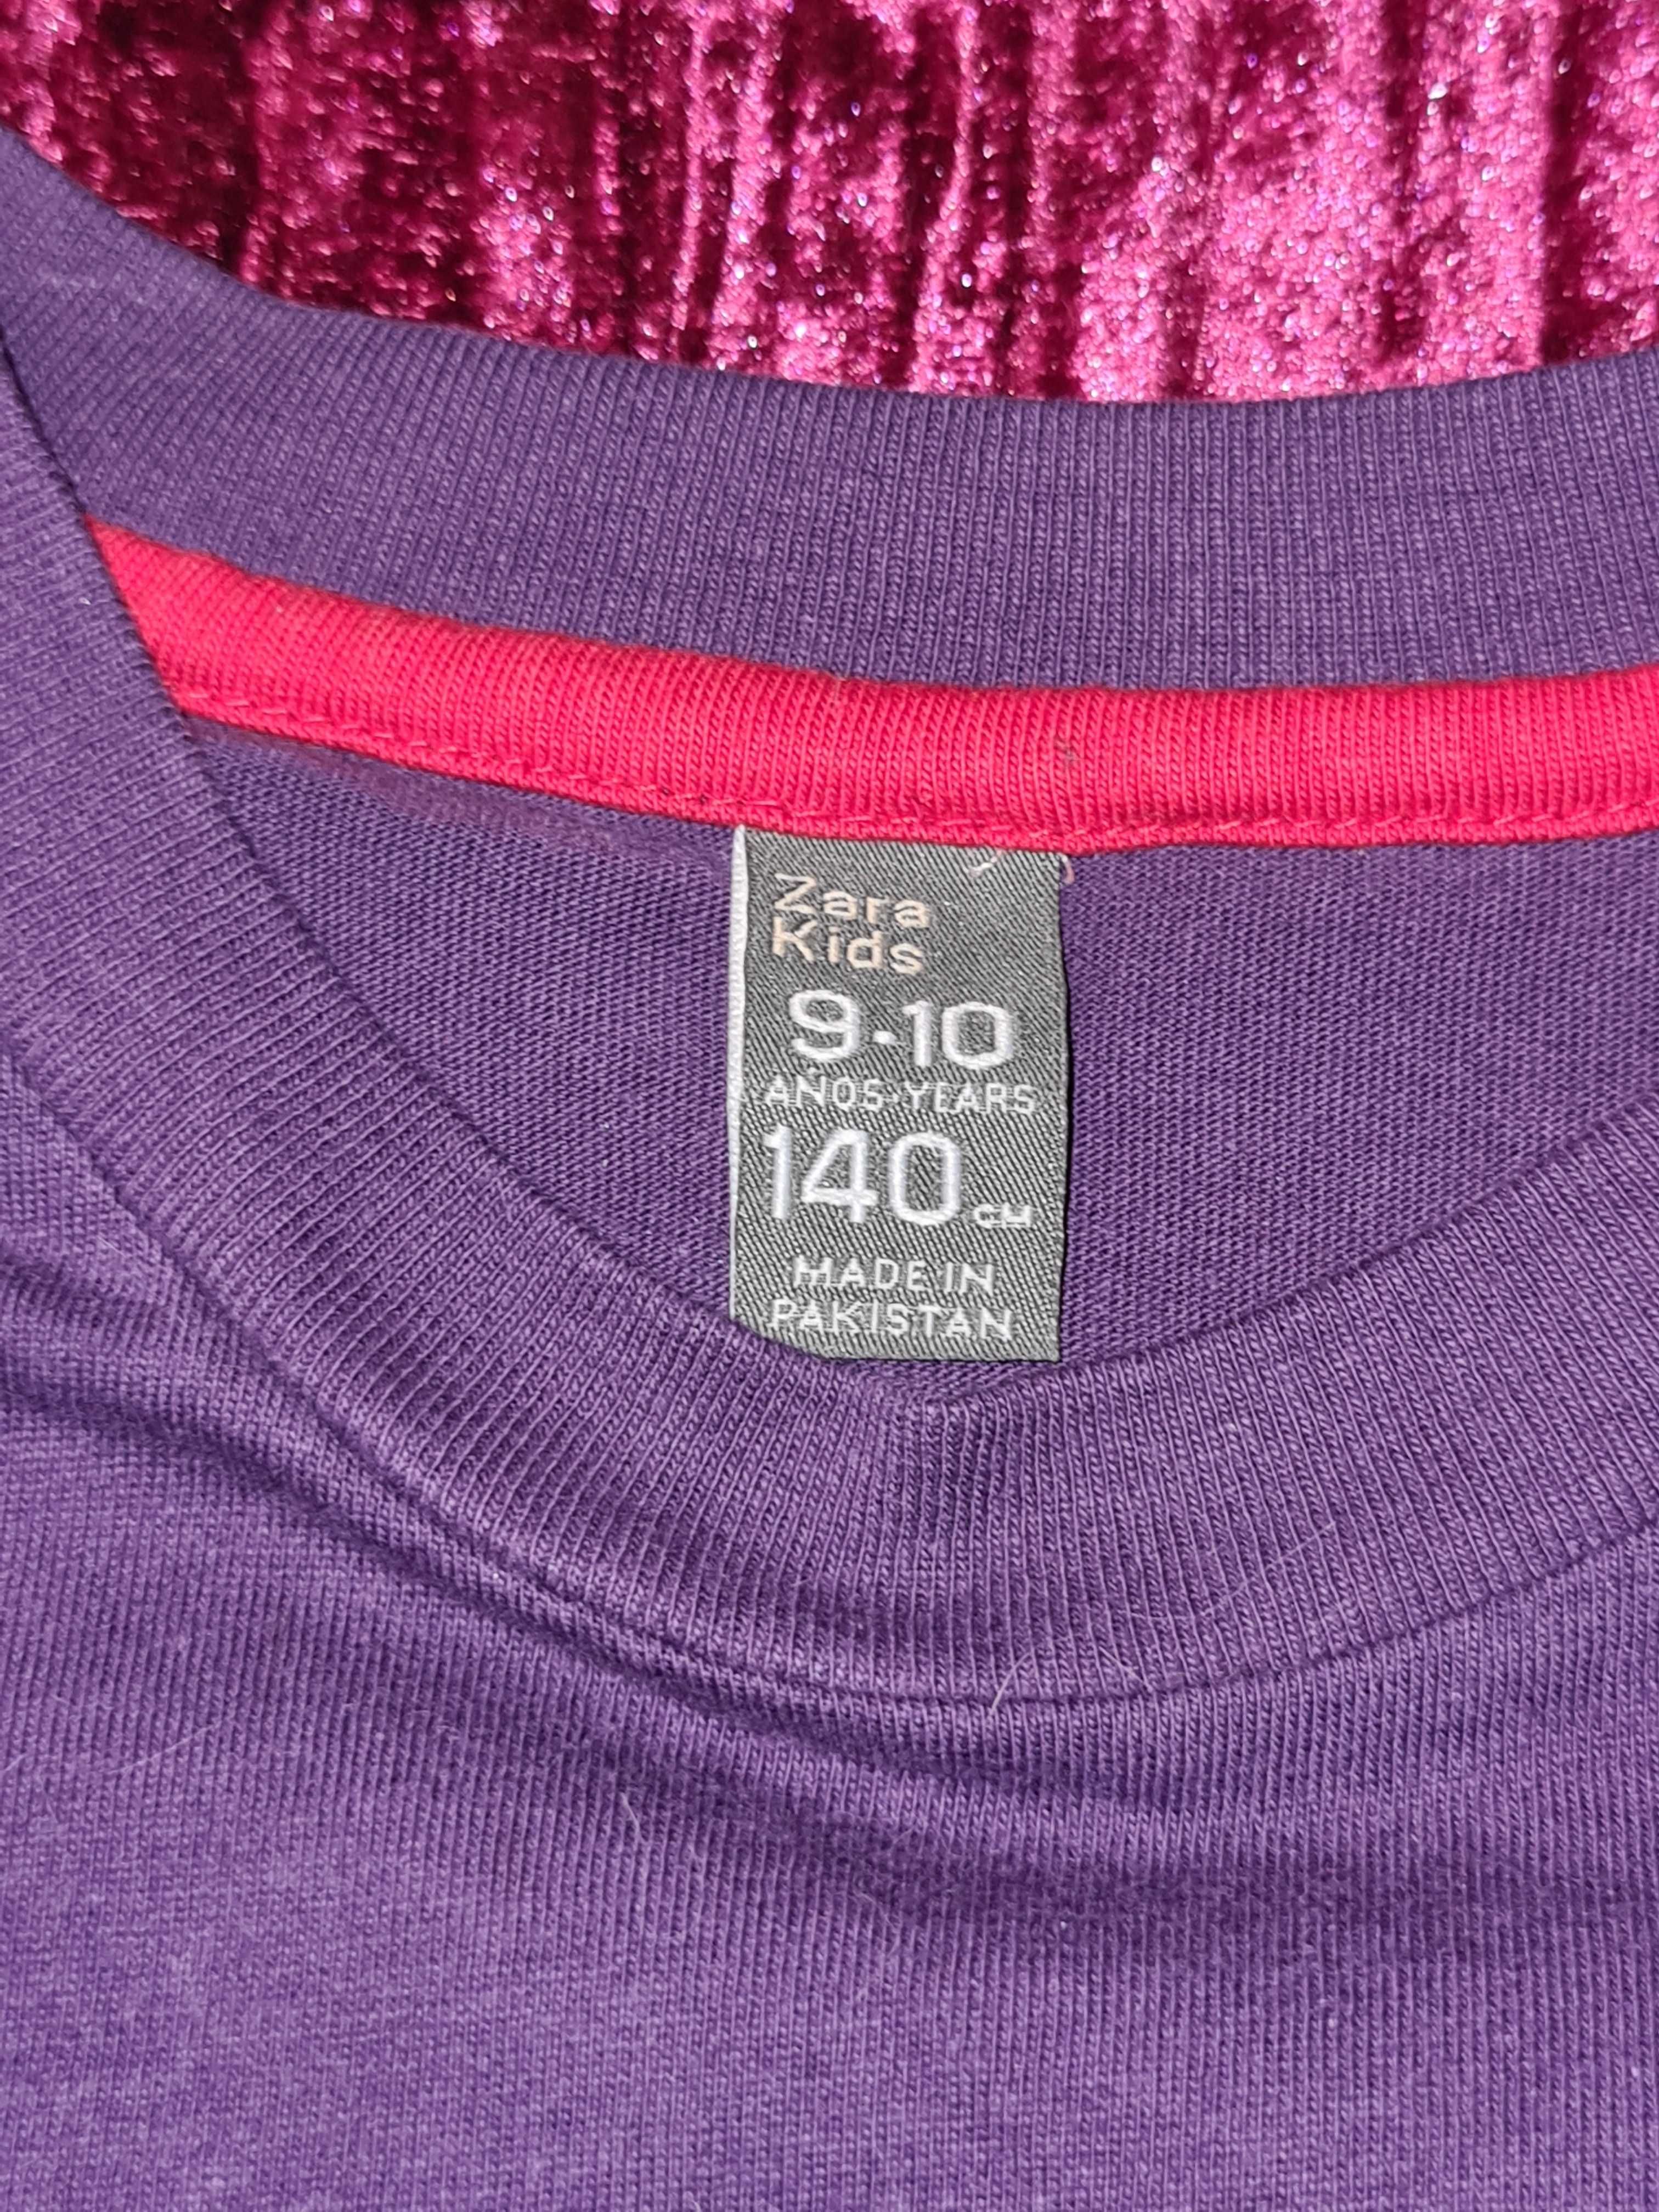 Zara
Kids
9-10
AÑOS-YEARS
140 CM
MADE IN
PAKISTAN